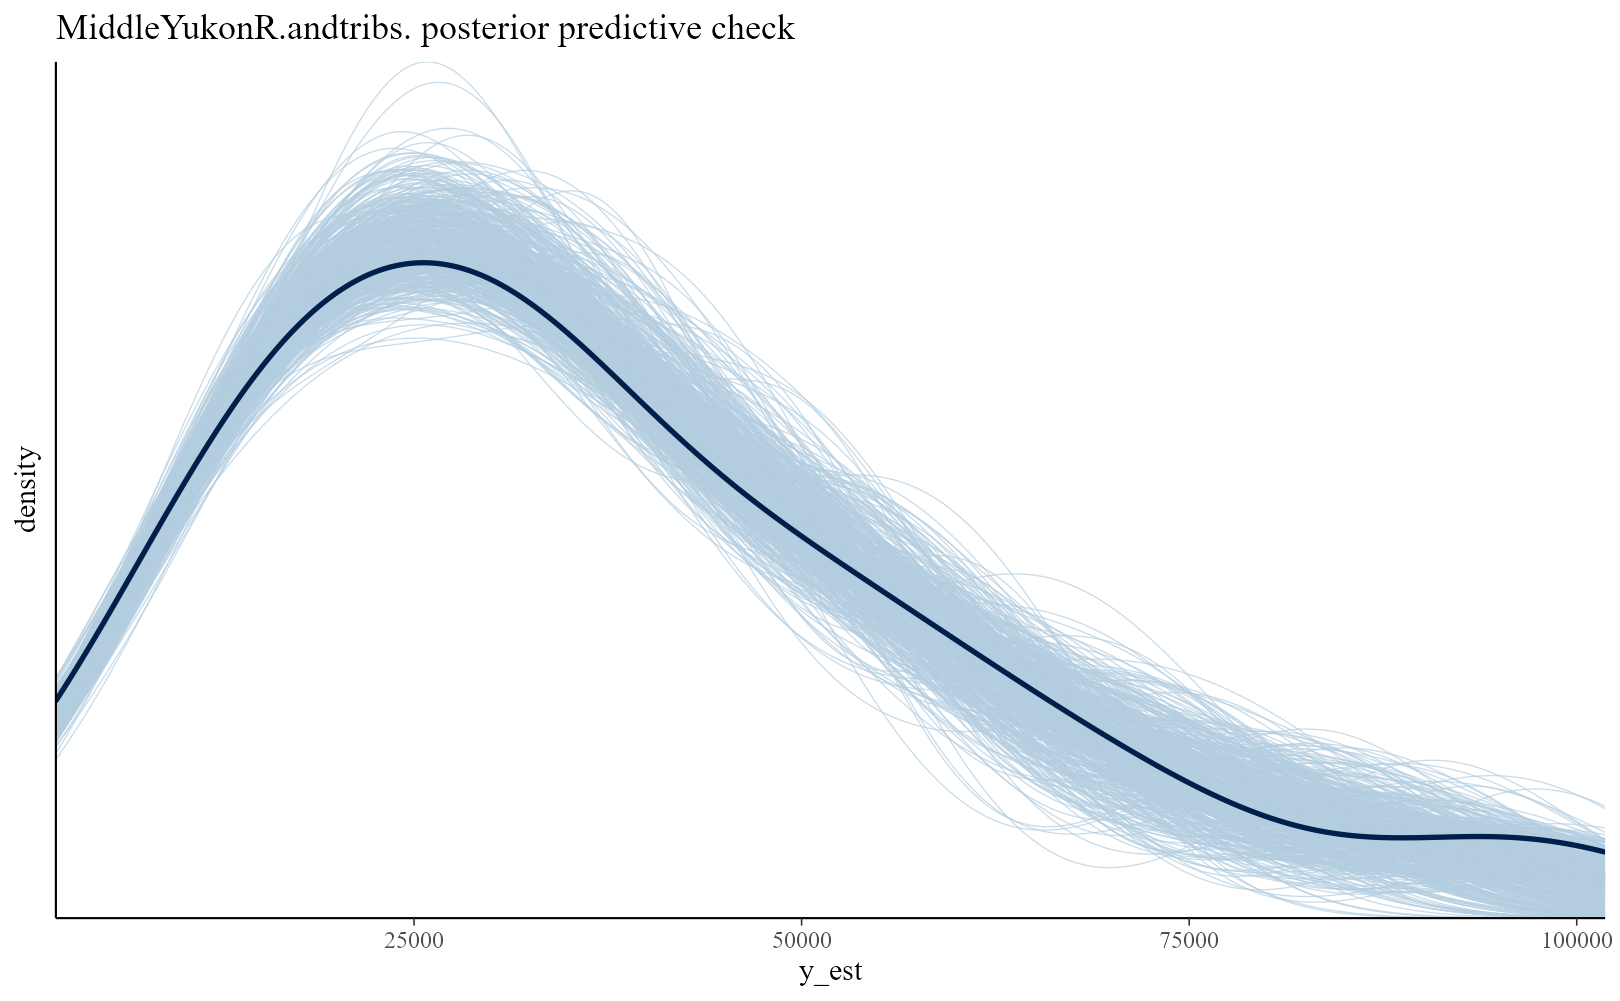 MiddleYukonR.andtribs. posterior predictive check
density
25000
50000
75000
100000
y_est